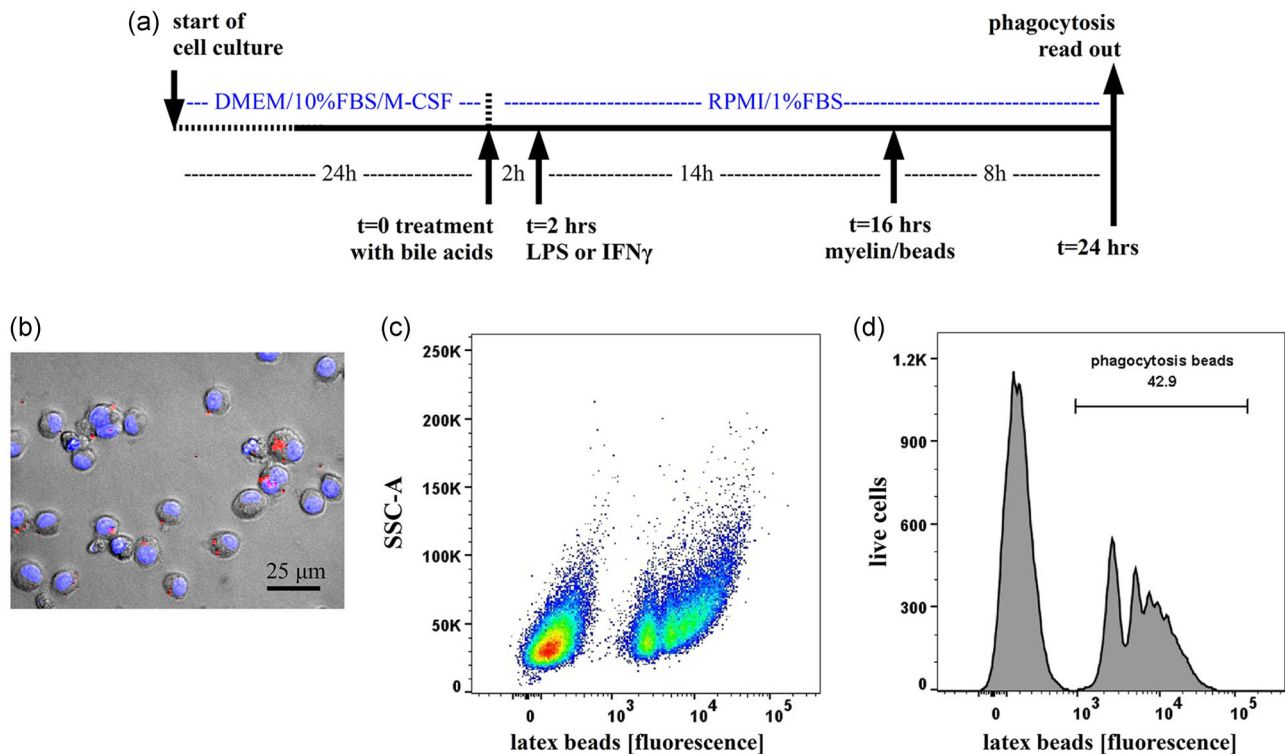 (a)
start of
cell culture
phagocytosis
read out
--- DMEM/10%FBS/M-CSF ---
-----------------------RPMI/1%FBS-----------------------
24h
2h
14h
8h
t=0 treatment
with bile acids
t=2 hrs
LPS or IFNγ
t=16 hrs
myelin/beads
t=24 hrs
(b)
25 µm
(c)
250K
200K
150K
100K
50K
0
SSC-A
0
10³
10⁴
10⁵
latex beads [fluorescence]
(d)
1.2K
900
600
300
0
live cells
phagocytosis beads
42.9
0
10³
10⁴
10⁵
latex beads [fluorescence]